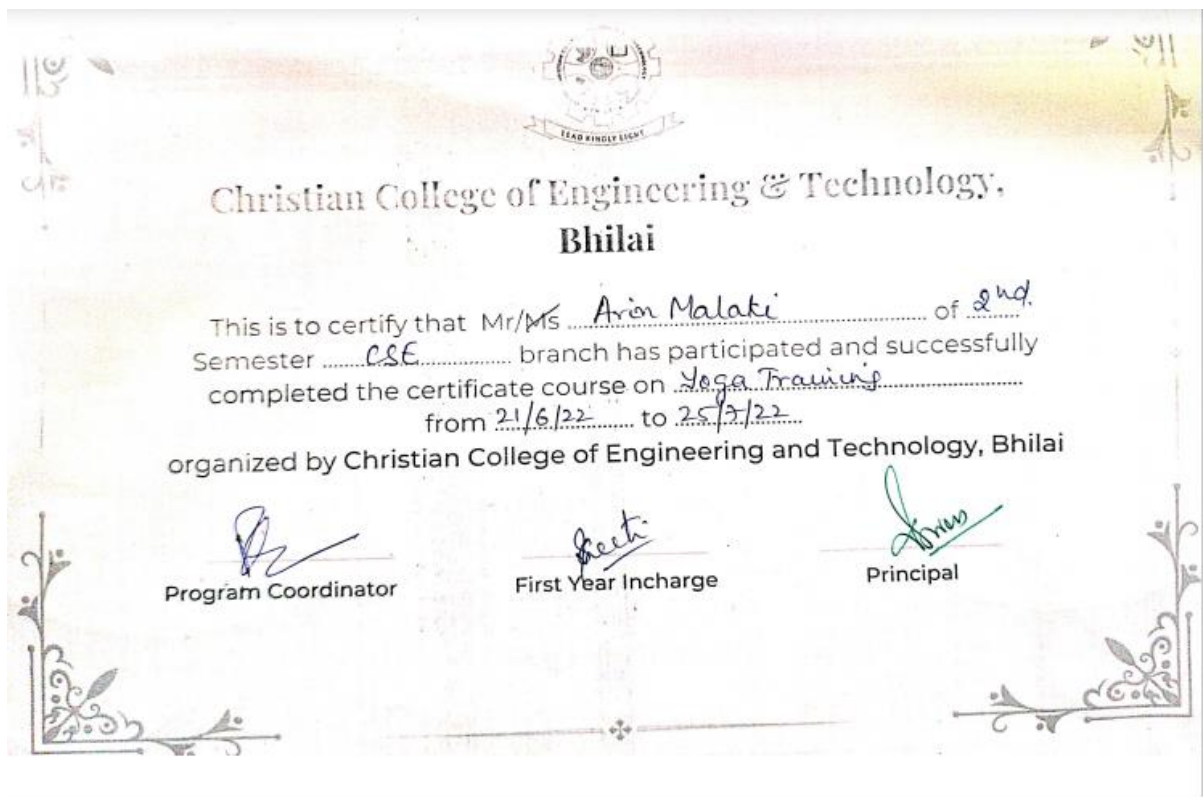 LEAD KINDLY LIGHT
Christian College of Engineering & Technology,
Bhilai
This is to certify that Mr/Ms Arin Malaki of 2nd
Semester CSE branch has participated and successfully
completed the certificate course on Yoga Training
from 21/6/22 to 25/7/22
organized by Christian College of Engineering and Technology, Bhilai
Program Coordinator
First Year Incharge
Principal